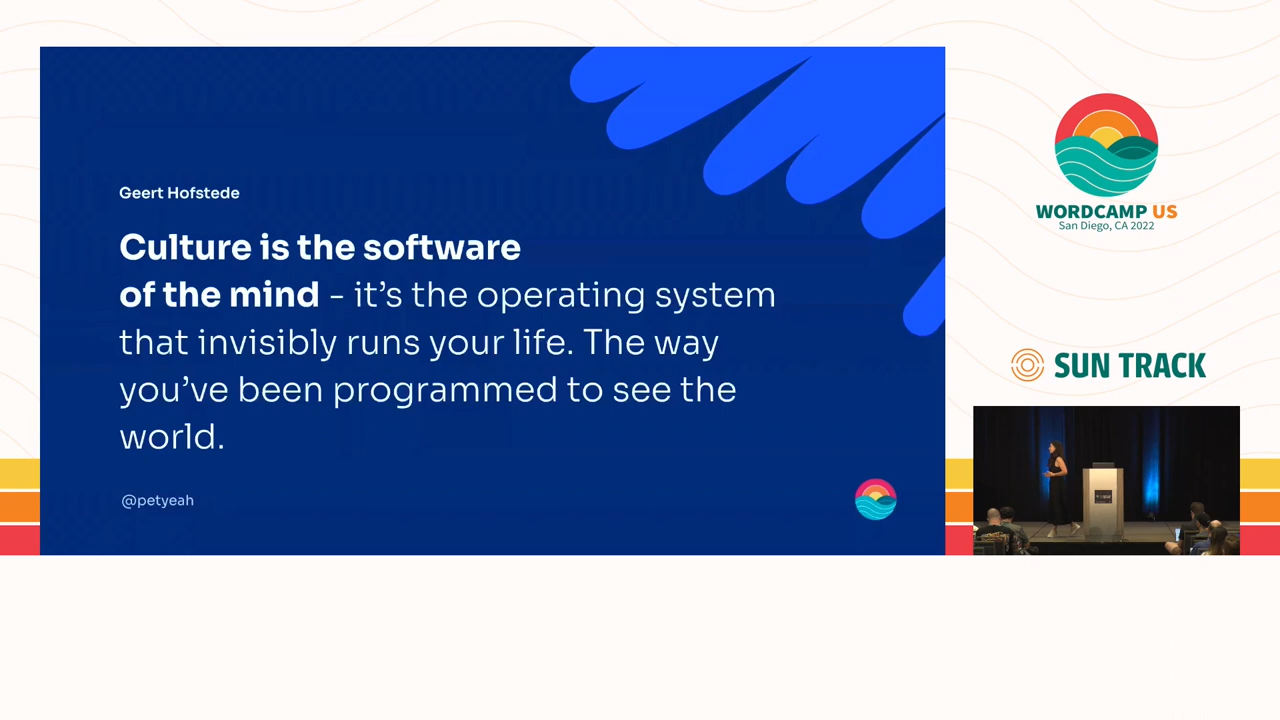 Geert Hofstede
Culture is the software
of the mind - it’s the operating system
that invisibly runs your life. The way
you’ve been programmed to see the
world.
@petyeah
WORDCAMP US
San Diego, CA 2022
SUN TRACK